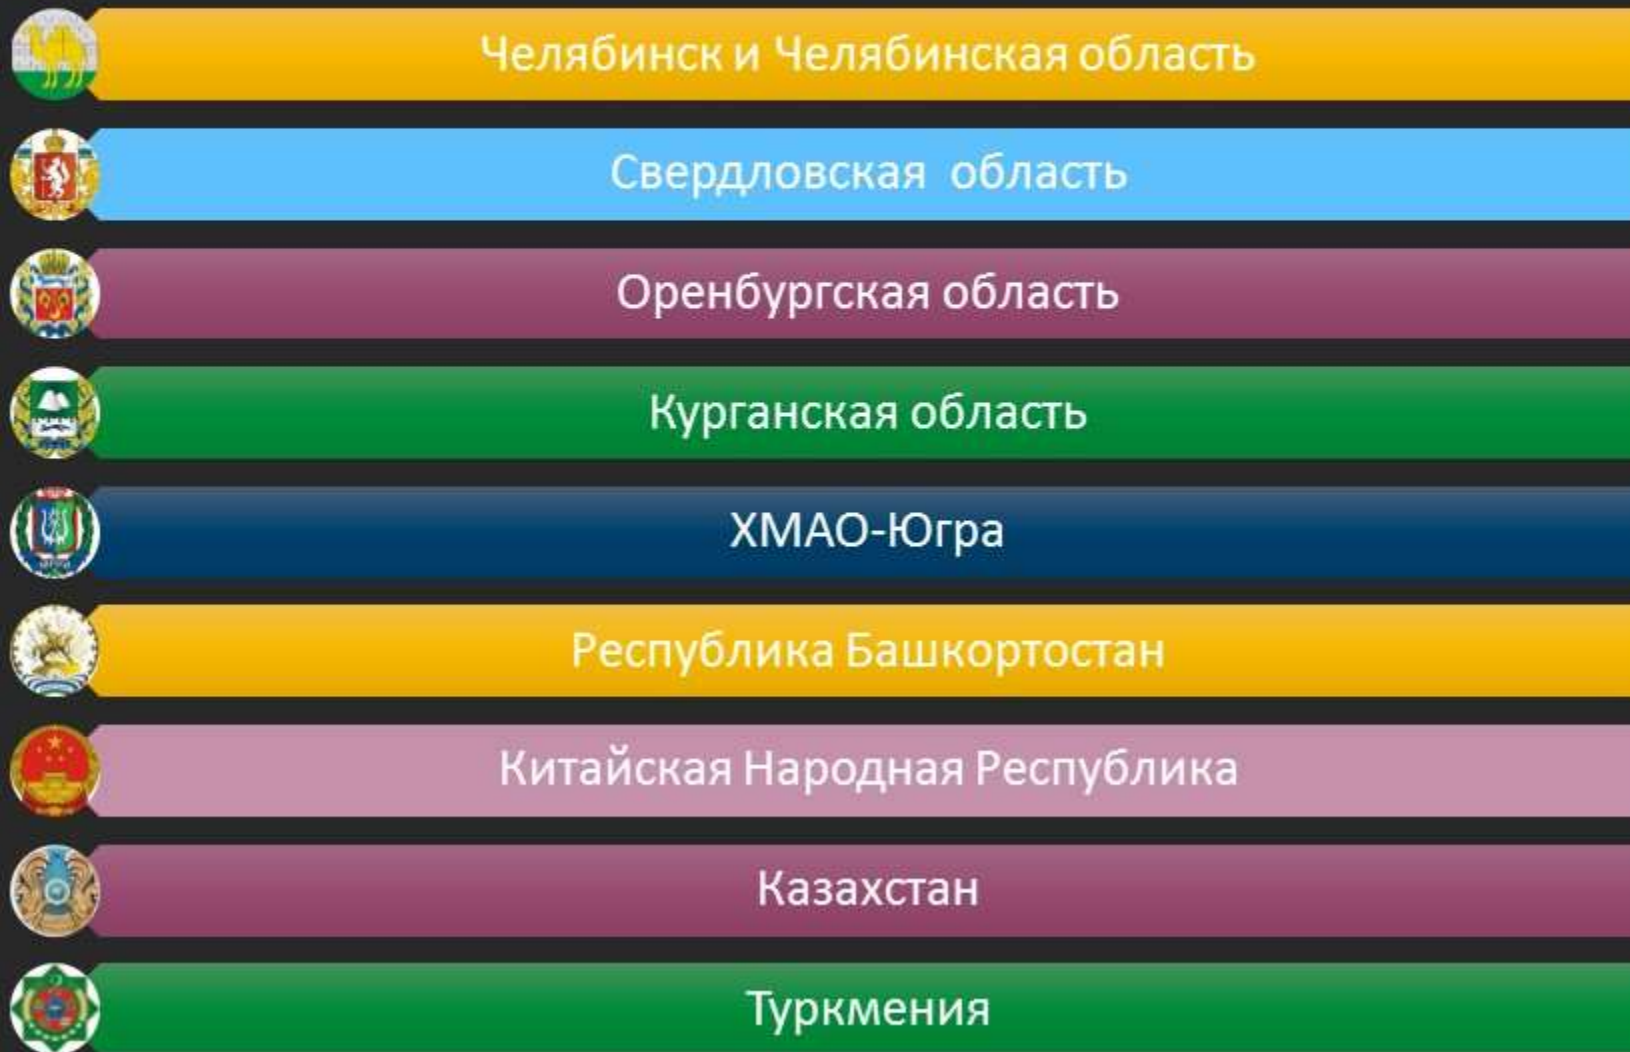 Челябинск и Челябинская область
Свердловская область
Оренбургская область
Курганская область
ХМАО-Югра
Республика Башкортостан
Китайская Народная Республика
Казахстан
Туркмения